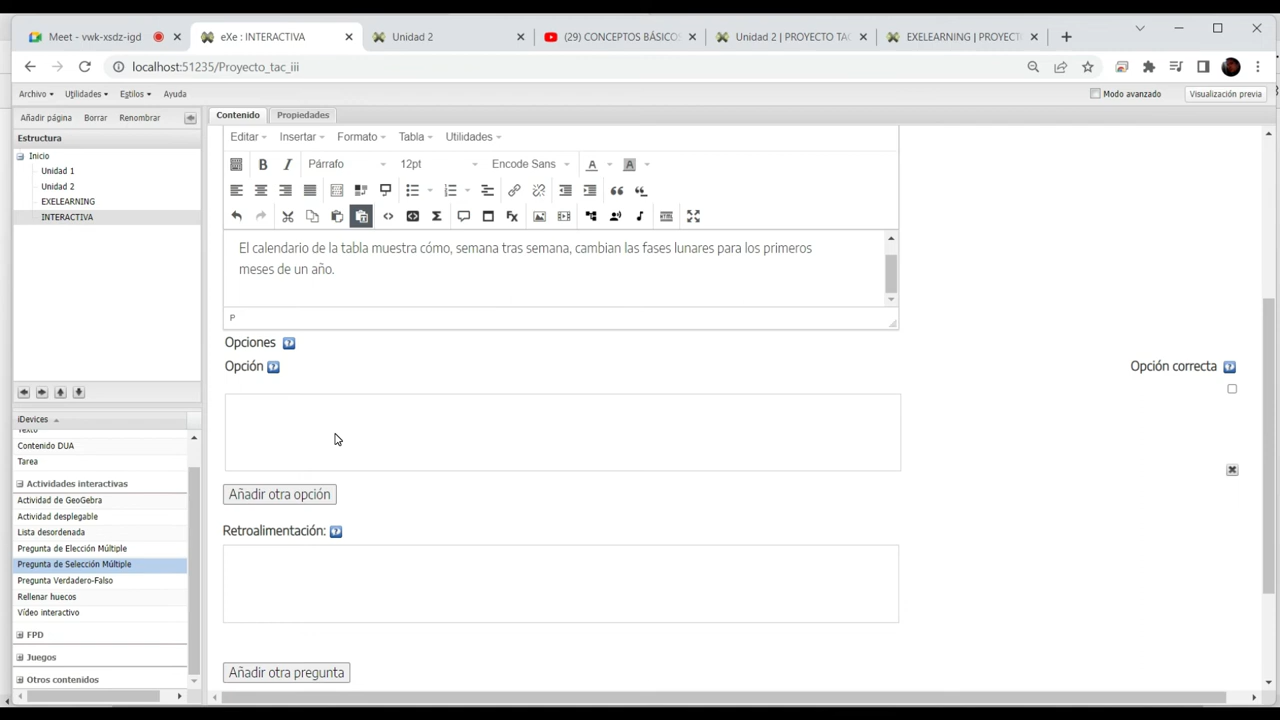 Meet - vwk-xsdz-igd
eXe : INTERACTIVA
Unidad 2
(29) CONCEPTOS BÁSICOS
Unidad 2 | PROYECTO TAC
EXELEARNING | PROYECT
localhost:51235/Proyecto_tac_iii
Archivo Utilidades Estilos Ayuda
Modo avanzado
Visualización previa
Añadir página Borrar Renombrar
Contenido Propiedades
Estructura
Inicio
Unidad 1
Unidad 2
EXELEARNING
INTERACTIVA
Editar Insertar Formato Tabla Utilidades
B I Párrafo 12pt Encode Sans A A
El calendario de la tabla muestra cómo, semana tras semana, cambian las fases lunares para los primeros
meses de un año.
P
Opciones
Opción
Opción correcta
Añadir otra opción
Retroalimentación:
Añadir otra pregunta
iDevices
Texto
Contenido DUA
Tarea
Actividades interactivas
Actividad de GeoGebra
Actividad desplegable
Lista desordenada
Pregunta de Elección Múltiple
Pregunta de Selección Múltiple
Pregunta Verdadero-Falso
Rellenar huecos
Vídeo interactivo
FPD
Juegos
Otros contenidos